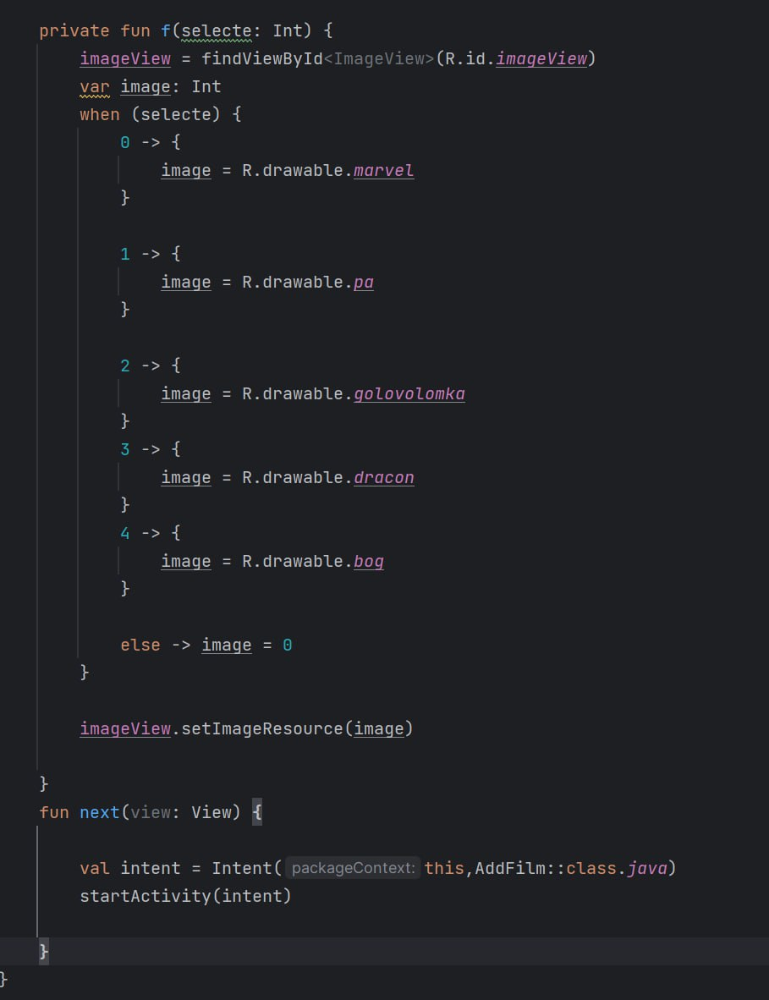 private fun f(selecte: Int) {
imageView = findViewById<ImageView>(R.id.imageView)
var image: Int
when (selecte) {
0 -> {
image = R.drawable.marvel
}
1 -> {
image = R.drawable.pa
}
2 -> {
image = R.drawable.golovolomka
}
3 -> {
image = R.drawable.dracon
}
4 -> {
image = R.drawable.bog
}
else -> image = 0
}
imageView.setImageResource(image)
}
fun next(view: View) {
val intent = Intent( packageContext: this,AddFilm::class.java)
startActivity(intent)
}
}